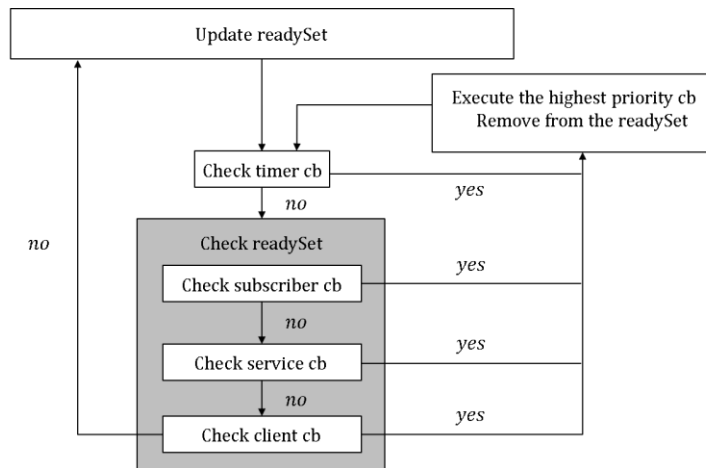 Update readySet
Execute the highest priority cb
Remove from the readySet
Check timer cb
no
yes
no
Check readySet
Check subscriber cb
yes
no
Check service cb
yes
no
Check client cb
yes